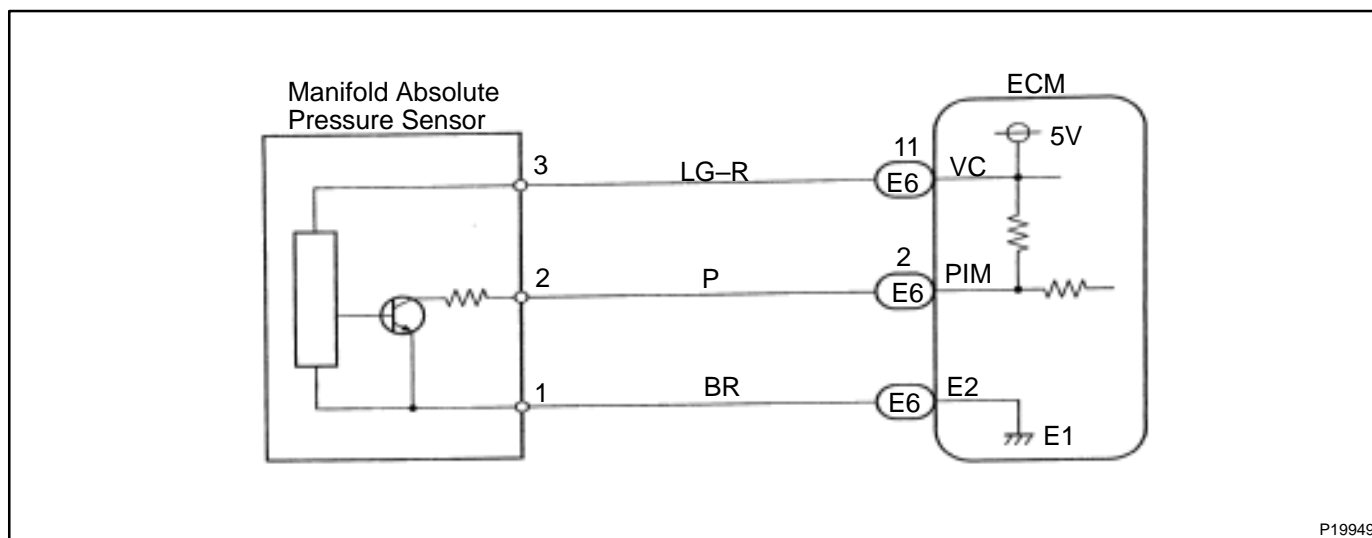 Manifold Absolute
Pressure Sensor
ECM
5V
3
LG–R
11
E6
VC
2
P
2
E6
PIM
1
BR
E6
E2
E1
P19949